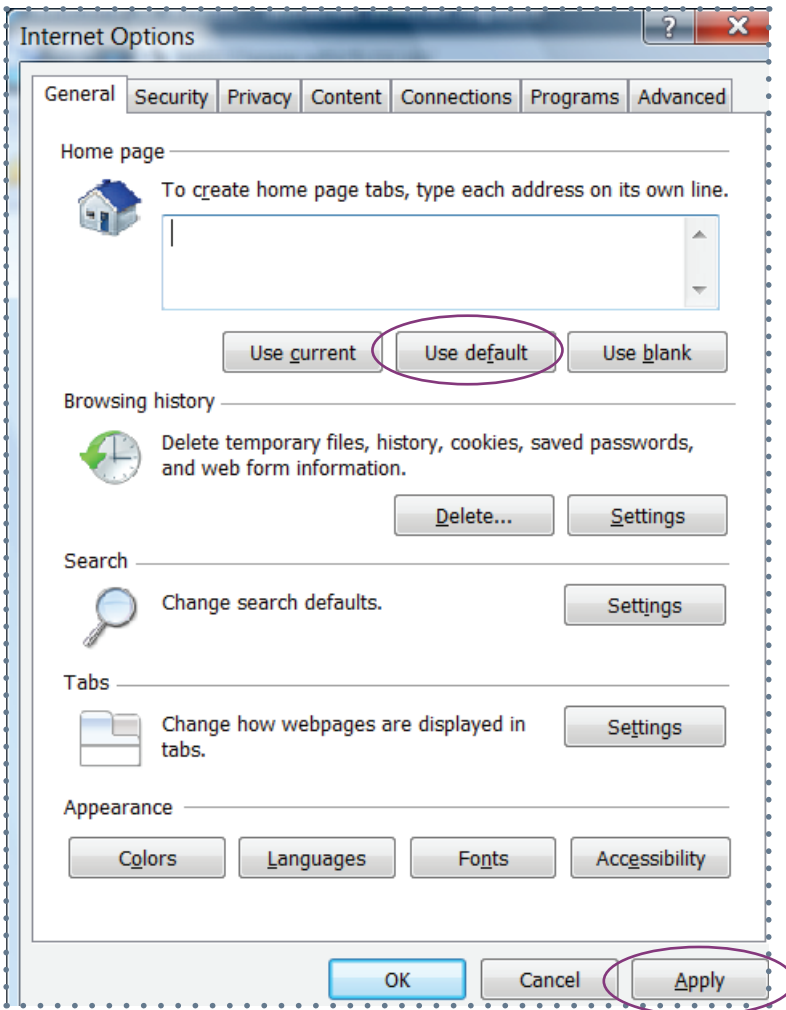 Internet Options
?
X
General Security Privacy Content Connections Programs Advanced
Home page
To create home page tabs, type each address on its own line.
Use current Use default Use blank
Browsing history
Delete temporary files, history, cookies, saved passwords,
and web form information.
Delete... Settings
Search
Change search defaults.
Settings
Tabs
Change how webpages are displayed in
tabs.
Settings
Appearance
Colors Languages Fonts Accessibility
OK Cancel Apply